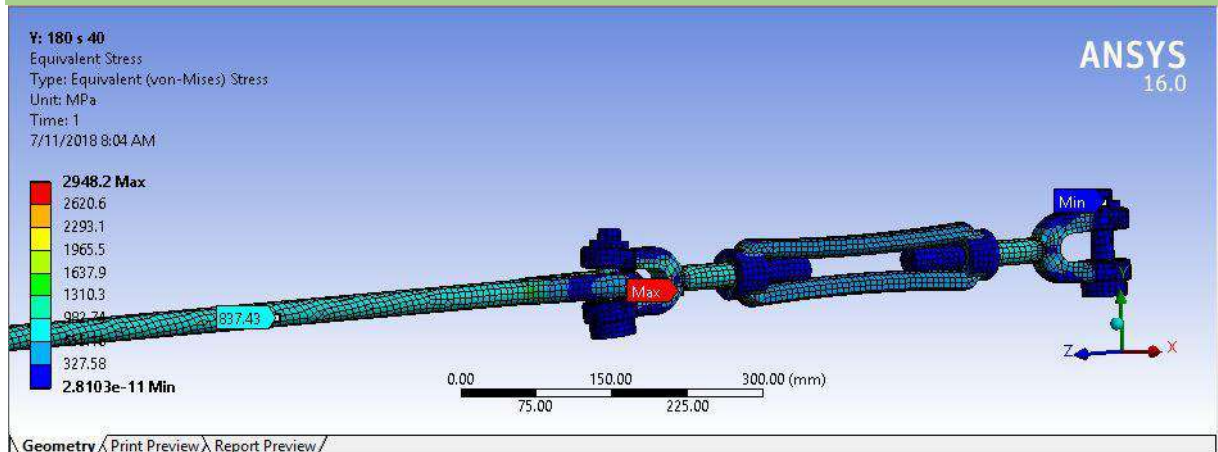 Y: 180 s 40
Equivalent Stress
Type: Equivalent (von-Mises) Stress
Unit: MPa
Time: 1
7/11/2018 8:04 AM
ANSYS
16.0
2948.2 Max
2620.6
2293.1
1965.5
1637.9
1310.3
327.58
2.8103e-11 Min
837.43
Max
Min
Y
Z
X
0.00 150.00 300.00 (mm)
75.00 225.00
Geometry Print Preview Report Preview